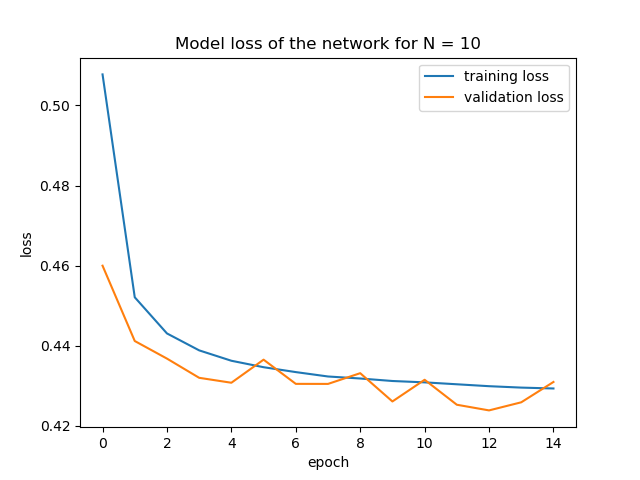 Model loss of the network for N = 10
training loss
validation loss
0.50
0.48
0.46
0.44
0.42
loss
0 2 4 6 8 10 12 14
epoch